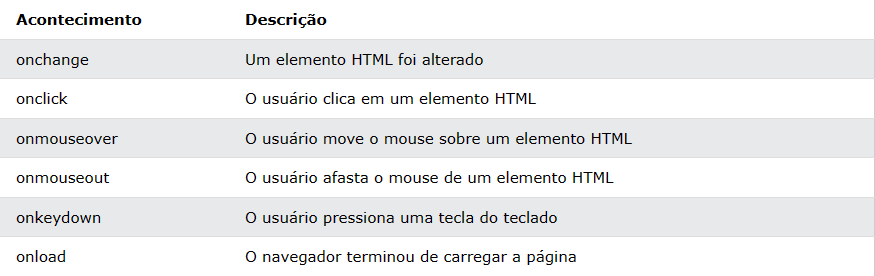 Acontecimento Descrição
onchange Um elemento HTML foi alterado
onclick O usuário clica em um elemento HTML
onmouseover O usuário move o mouse sobre um elemento HTML
onmouseout O usuário afasta o mouse de um elemento HTML
onkeydown O usuário pressiona uma tecla do teclado
onload O navegador terminou de carregar a página